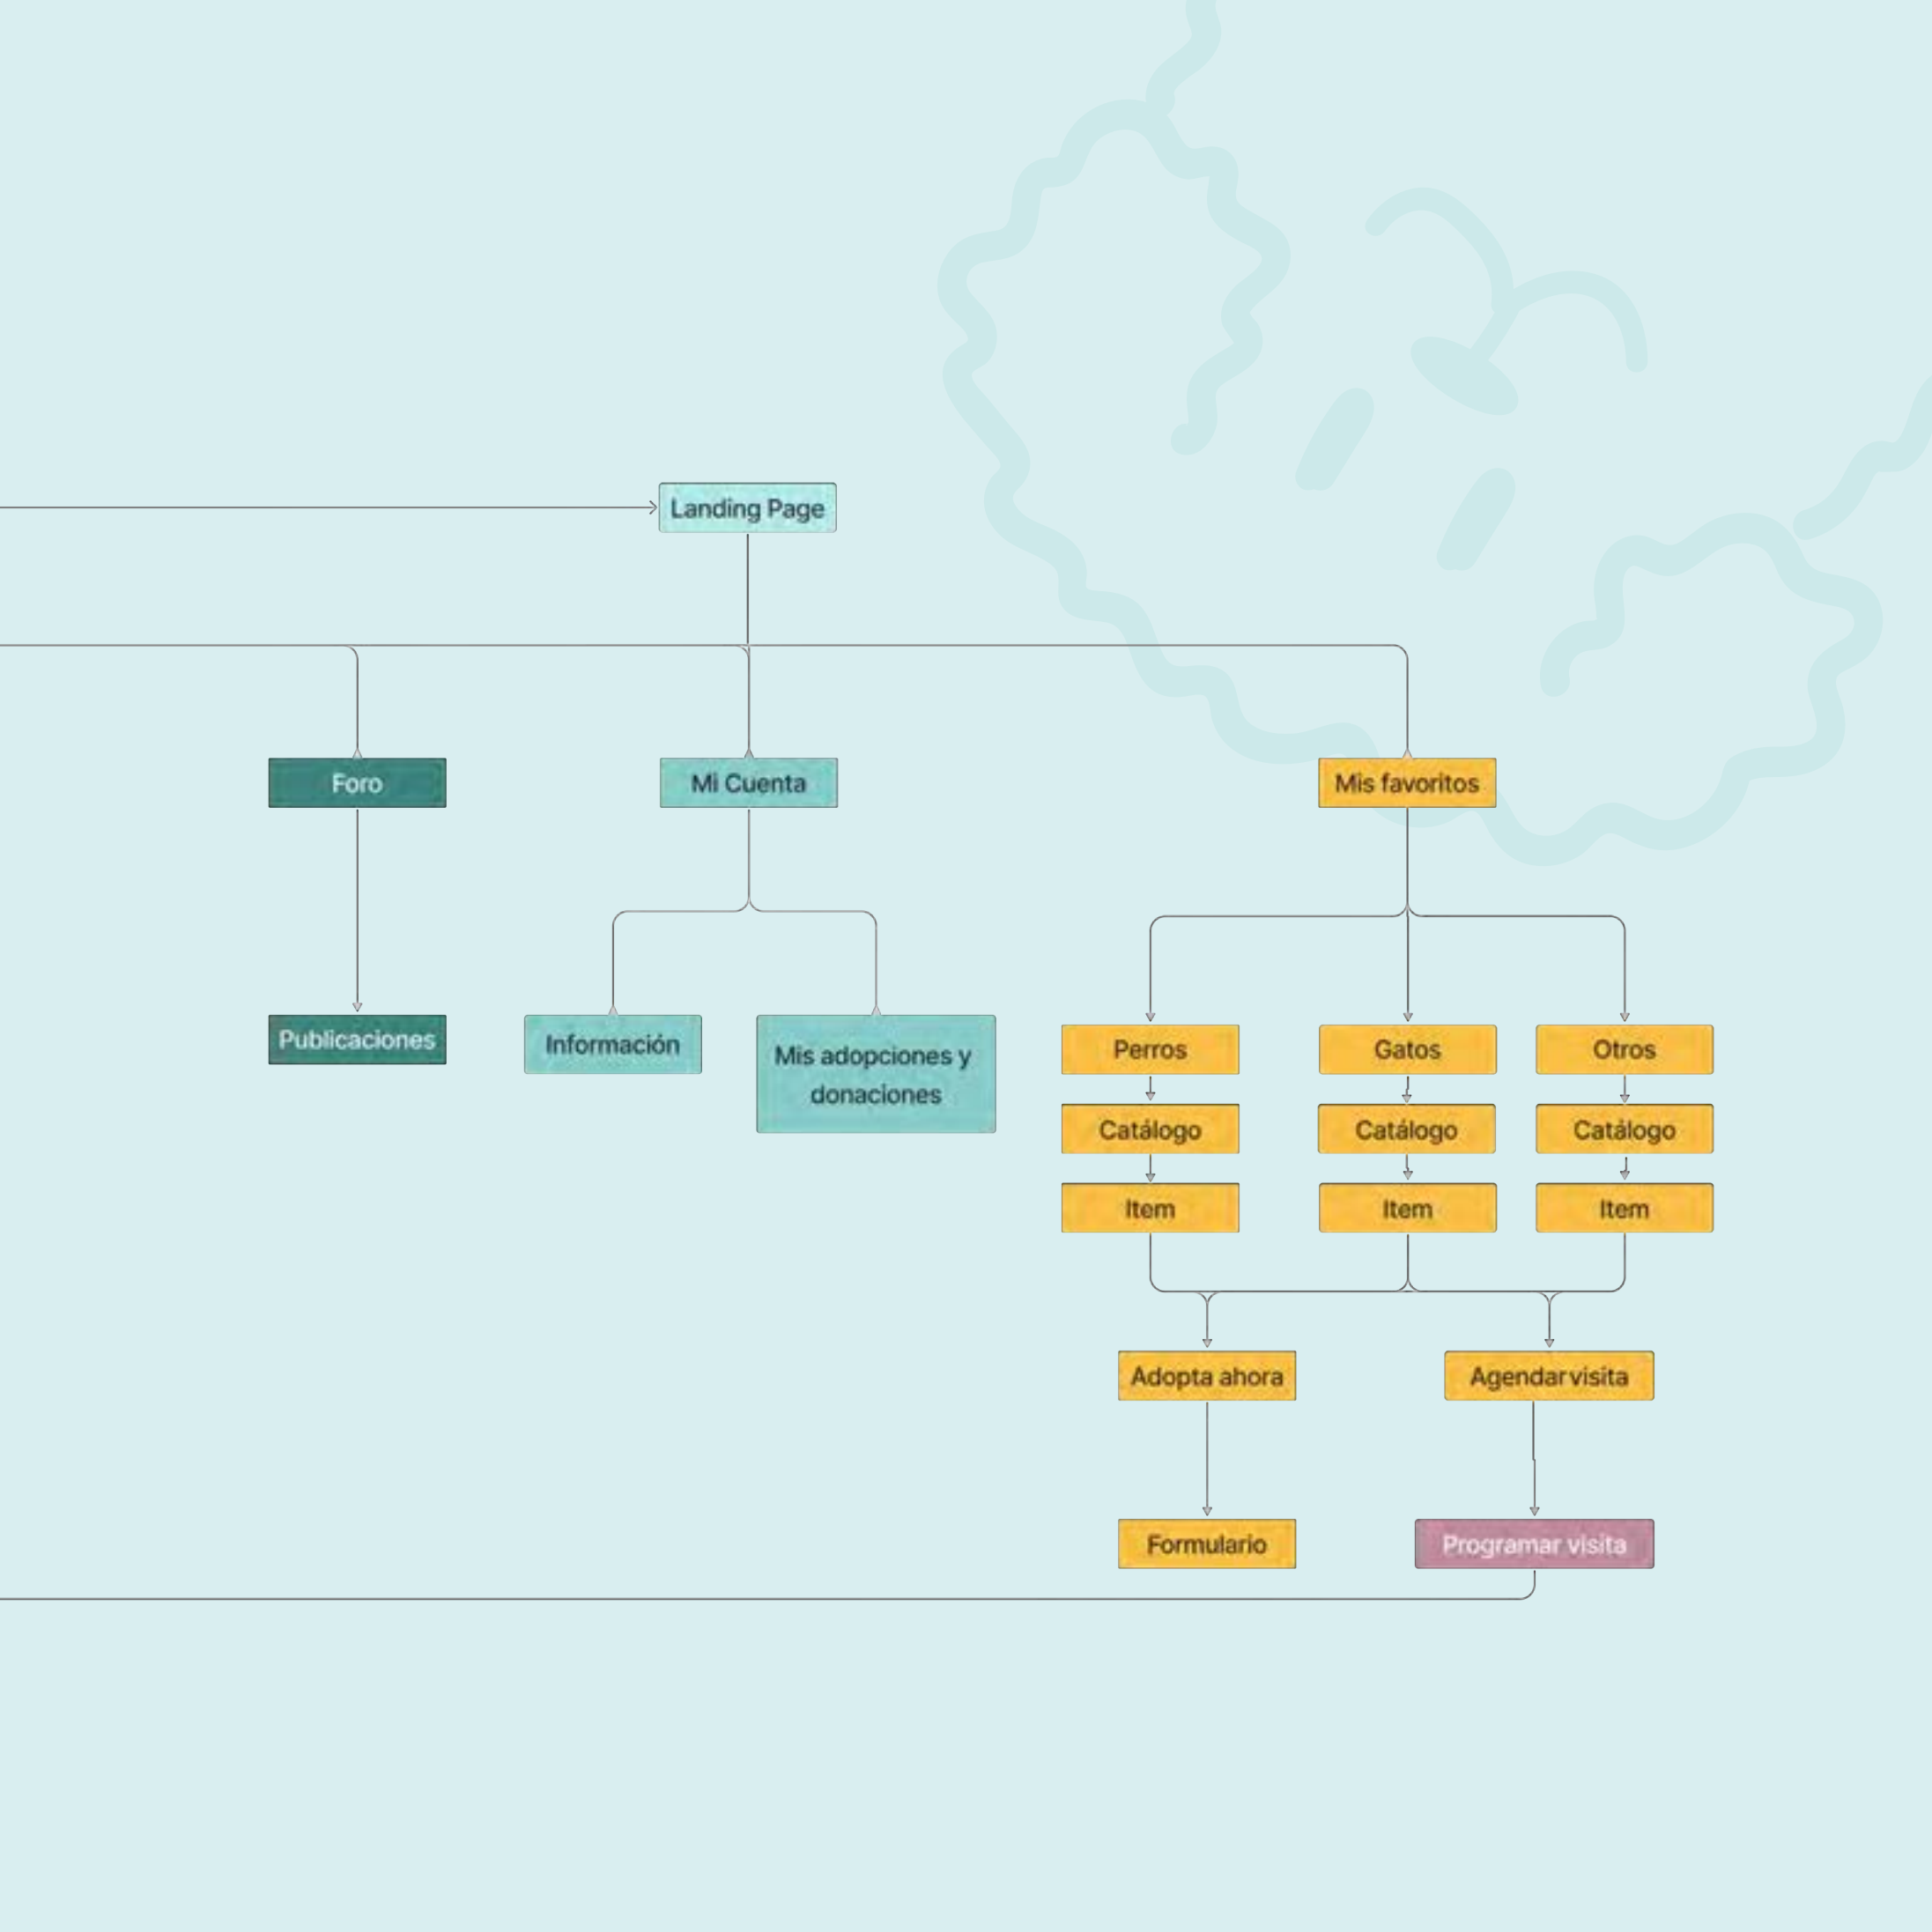 Landing Page
Foro
Mi Cuenta
Mis favoritos
Publicaciones
Información
Mis adopciones y
donaciones
Perros
Gatos
Otros
Catálogo
Catálogo
Catálogo
Item
Item
Item
Adopta ahora
Agendar visita
Formulario
Programar visita